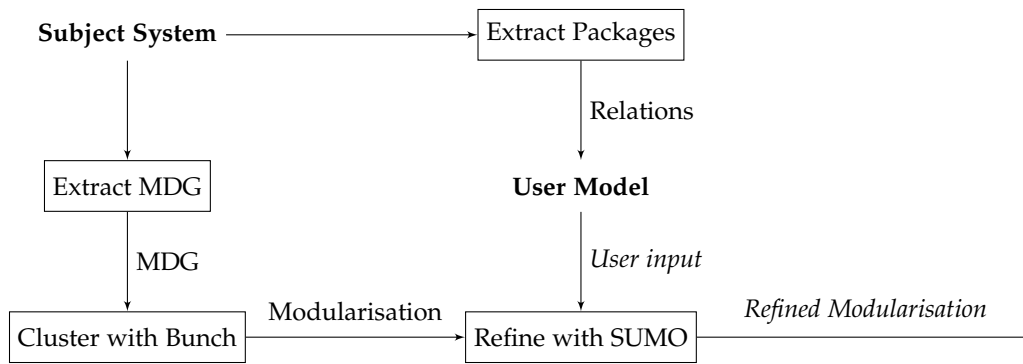 Subject System
Extract Packages
Relations
Extract MDG
User Model
MDG
User input
Modularisation
Refined Modularisation
Cluster with Bunch
Refine with SUMO